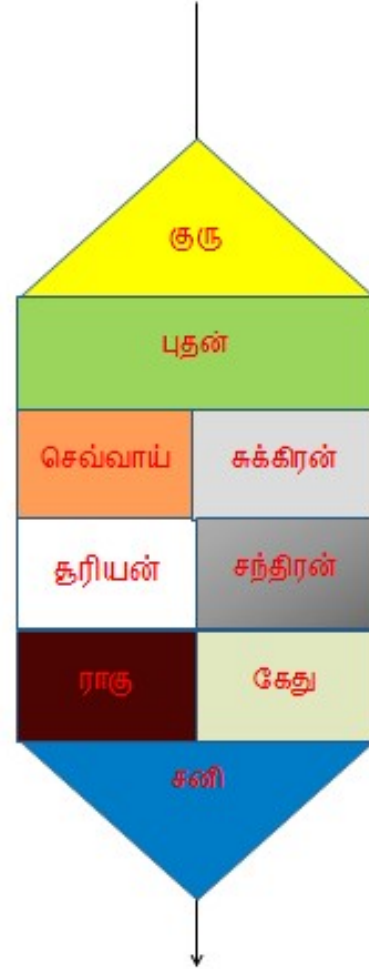 குரு
புதன்
செவ்வாய் சுக்கிரன்
சூரியன் சந்திரன்
ராகு கேது
சனி